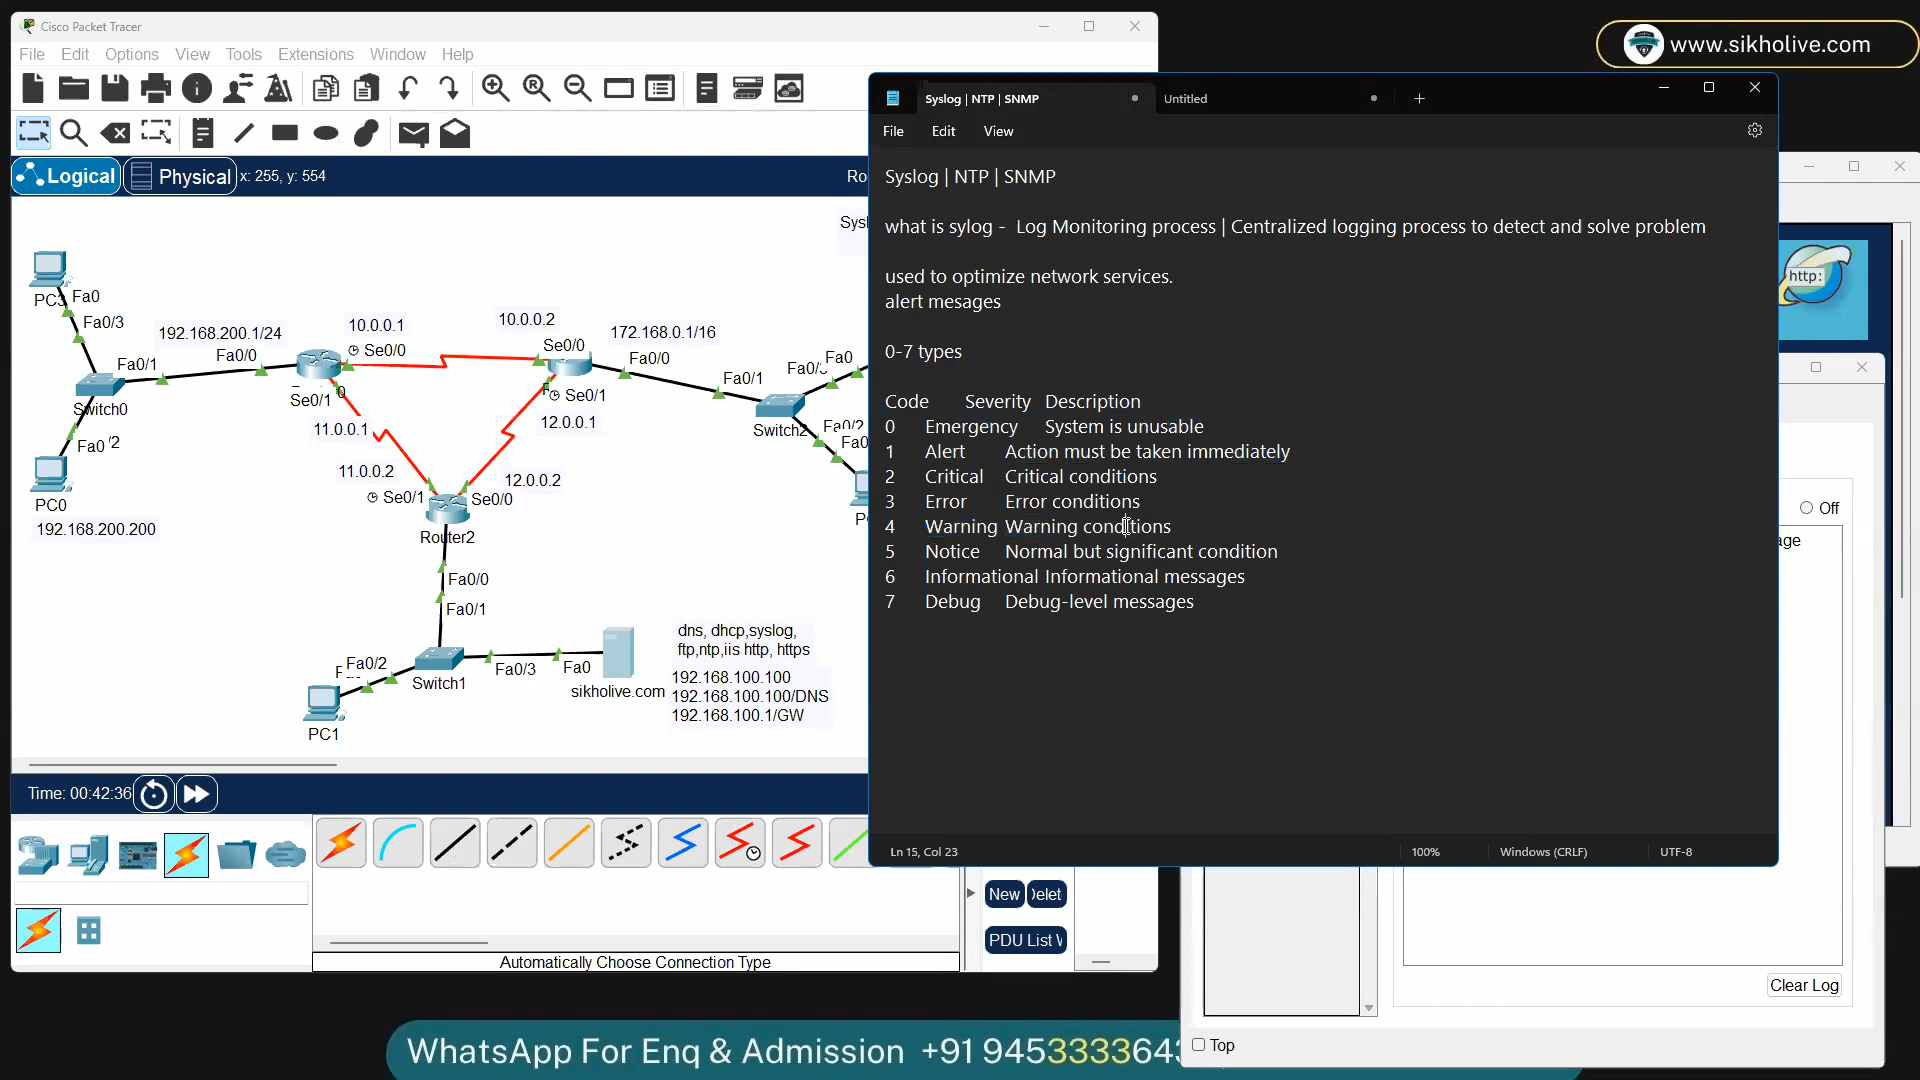 Cisco Packet Tracer
www.sikholive.com
File Edit View Tools Extensions Window Help
Syslog | NTP | SNMP
Untitled
File Edit View
Logical
Physical
x: 255, y: 554
Syslog | NTP | SNMP
what is sylog - Log Monitoring process | Centralized logging process to detect and solve problem
used to optimize network services.
alert mesages
0-7 types
Code Severity Description
0 Emergency System is unusable
1 Alert Action must be taken immediately
2 Critical Critical conditions
3 Error Error conditions
4 Warning Warning conditions
5 Notice Normal but significant condition
6 Informational Informational messages
7 Debug Debug-level messages
Ln 15, Col 23
100%
Windows (CRLF)
UTF-8
http:
Off
PC3
Fa0
Fa0/3
192.168.200.1/24
Fa0/0
Fa0/1
Switch0
PC0
192.168.200.200
10.0.0.1
Se0/0
Se0/1
11.0.0.1
10.0.0.2
Se0/0
172.168.0.1/16
Fa0/0
Se0/1
12.0.0.1
Fa0/1
Switch2
Fa0
11.0.0.2
Se0/1
12.0.0.2
Se0/0
Router2
Fa0/0
Fa0/1
Switch1
Fa0/2
PC1
Fa0/3
Fa0
sikholive.com
dns, dhcp,syslog,
ftp,ntp,iis http, https
192.168.100.100
192.168.100.100/DNS
192.168.100.1/GW
Time: 00:42:36
New
PDU List
Automatically Choose Connection Type
Clear Log
Top
WhatsApp For Enq & Admission +91 945333364